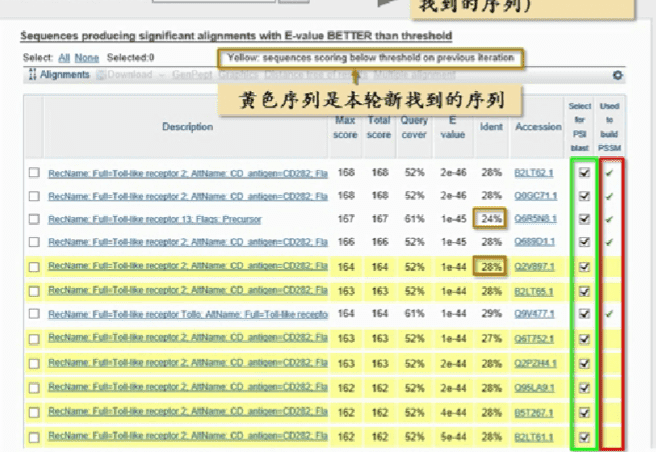 找到的序列)
Sequences producing significant alignments with E-value BETTER than threshold
Select: All None Selected:0
Yellow: sequences scoring below threshold on previous iteration
Alignments Download GenPept Graphics Distance tree of results Multiple alignment
黄色序列是本轮新找到的序列
Description Max score Total score Query cover E value Ident Accession Select for PSI blast Used to build PSSM
RecName: Full=Toll-like receptor 2; AltName: CD_antigen=CD282; Fla 168 168 52% 2e-46 28% B2LT62.1
RecName: Full=Toll-like receptor 2; AltName: CD_antigen=CD282; Fla 168 168 52% 2e-46 28% Q0GC71.1
RecName: Full=Toll-like receptor 13; Flags: Precursor 167 167 61% 1e-45 24% Q6R5N8.1
RecName: Full=Toll-like receptor 2; AltName: CD_antigen=CD282; Fla 166 166 52% 1e-45 28% Q689D1.1
RecName: Full=Toll-like receptor 2; AltName: CD_antigen=CD282; Fla 164 164 52% 1e-44 28% Q2V897.1
RecName: Full=Toll-like receptor 2; AltName: CD_antigen=CD282; Fla 163 163 52% 1e-44 28% B2LT65.1
RecName: Full=Toll-like receptor Tollo; AltName: Full=Toll-like recepto 164 164 61% 1e-44 29% Q9V477.1
RecName: Full=Toll-like receptor 2; AltName: CD_antigen=CD282; Fla 163 163 52% 1e-44 27% Q6T752.1
RecName: Full=Toll-like receptor 2; AltName: CD_antigen=CD282; Fla 163 163 52% 2e-44 28% Q2PZH4.1
RecName: Full=Toll-like receptor 2; AltName: CD_antigen=CD282; Fla 162 162 52% 2e-44 28% Q95LA9.1
RecName: Full=Toll-like receptor 2; AltName: CD_antigen=CD282; Fla 162 162 52% 4e-44 28% B5T267.1
RecName: Full=Toll-like receptor 2; AltName: CD_antigen=CD282; Fla 162 162 52% 5e-44 28% B2LT61.1